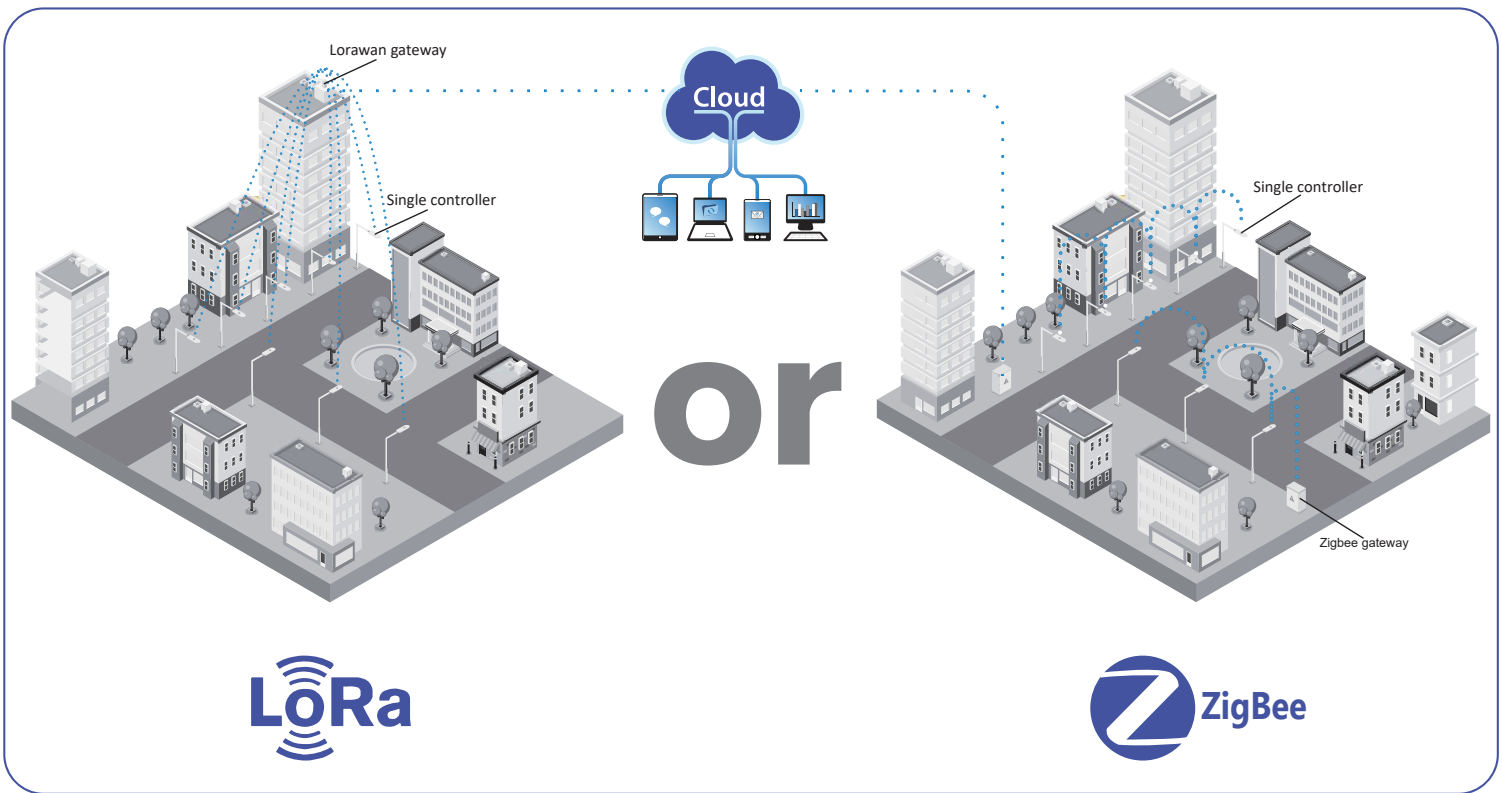 Lorawan gateway
Cloud
Single controller
Single controller
or
Zigbee gateway
LoRa
ZigBee